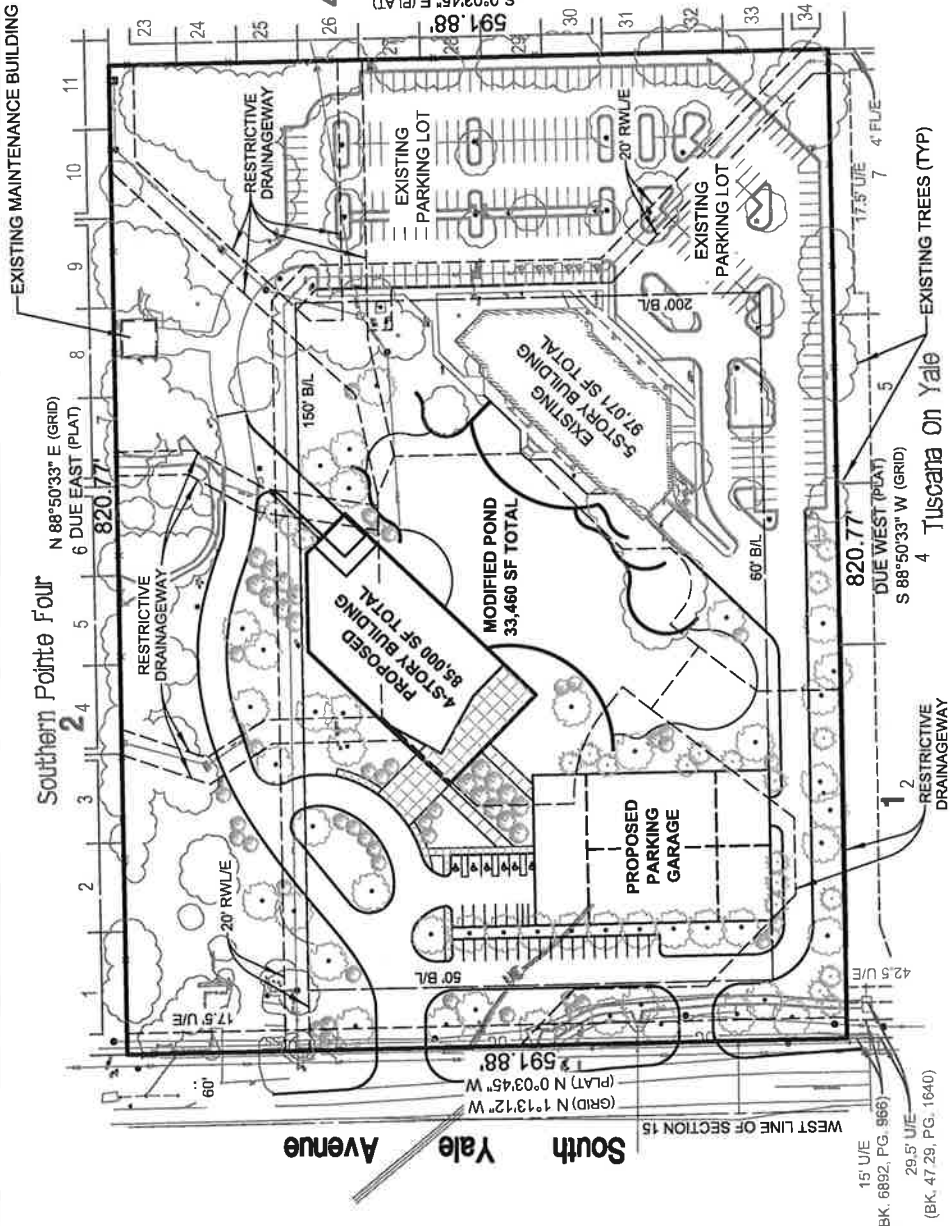 EXISTING MAINTENANCE BUILDING
Southern Pointe Four
2
N 88°50'33" E (GRID)
6 DUE EAST (PLAT)
820.77'
1
2
3
4
5
8
9
10
11
23
24
25
26
27
28
29
30
31
32
33
34
S 0°03'45" E (PLAT)
591.88'
RESTRICTIVE
DRAINAGEWAY
RESTRICTIVE
DRAINAGEWAY
20' RWL/E
17.5' U/E
60'
150' B/L
EXISTING
PARKING LOT
20' RWL/E
EXISTING
PARKING LOT
200' B/L
EXISTING
5-STORY BUILDING
97,071 SF TOTAL
PROPOSED
4-STORY BUILDING
85,000 SF TOTAL
MODIFIED POND
33,460 SF TOTAL
PROPOSED
PARKING
GARAGE
50' B/L
60' B/L
591.88'
(PLAT) N 0°03'45" W
(GRID) N 1°13'12" W
WEST LINE OF SECTION 15
South Yale Avenue
15' U/E
BK. 6892, PG. 966)
29.5' U/E
(BK. 47.29, PG. 1640)
42.5 U/E
1
2
RESTRICTIVE
DRAINAGEWAY
820.77'
DUE WEST (PLAT)
S 88°50'33" W (GRID)
4
Tuscana On Yale
5
EXISTING TREES (TYP)
17.5' U/E
7
4' FL/E